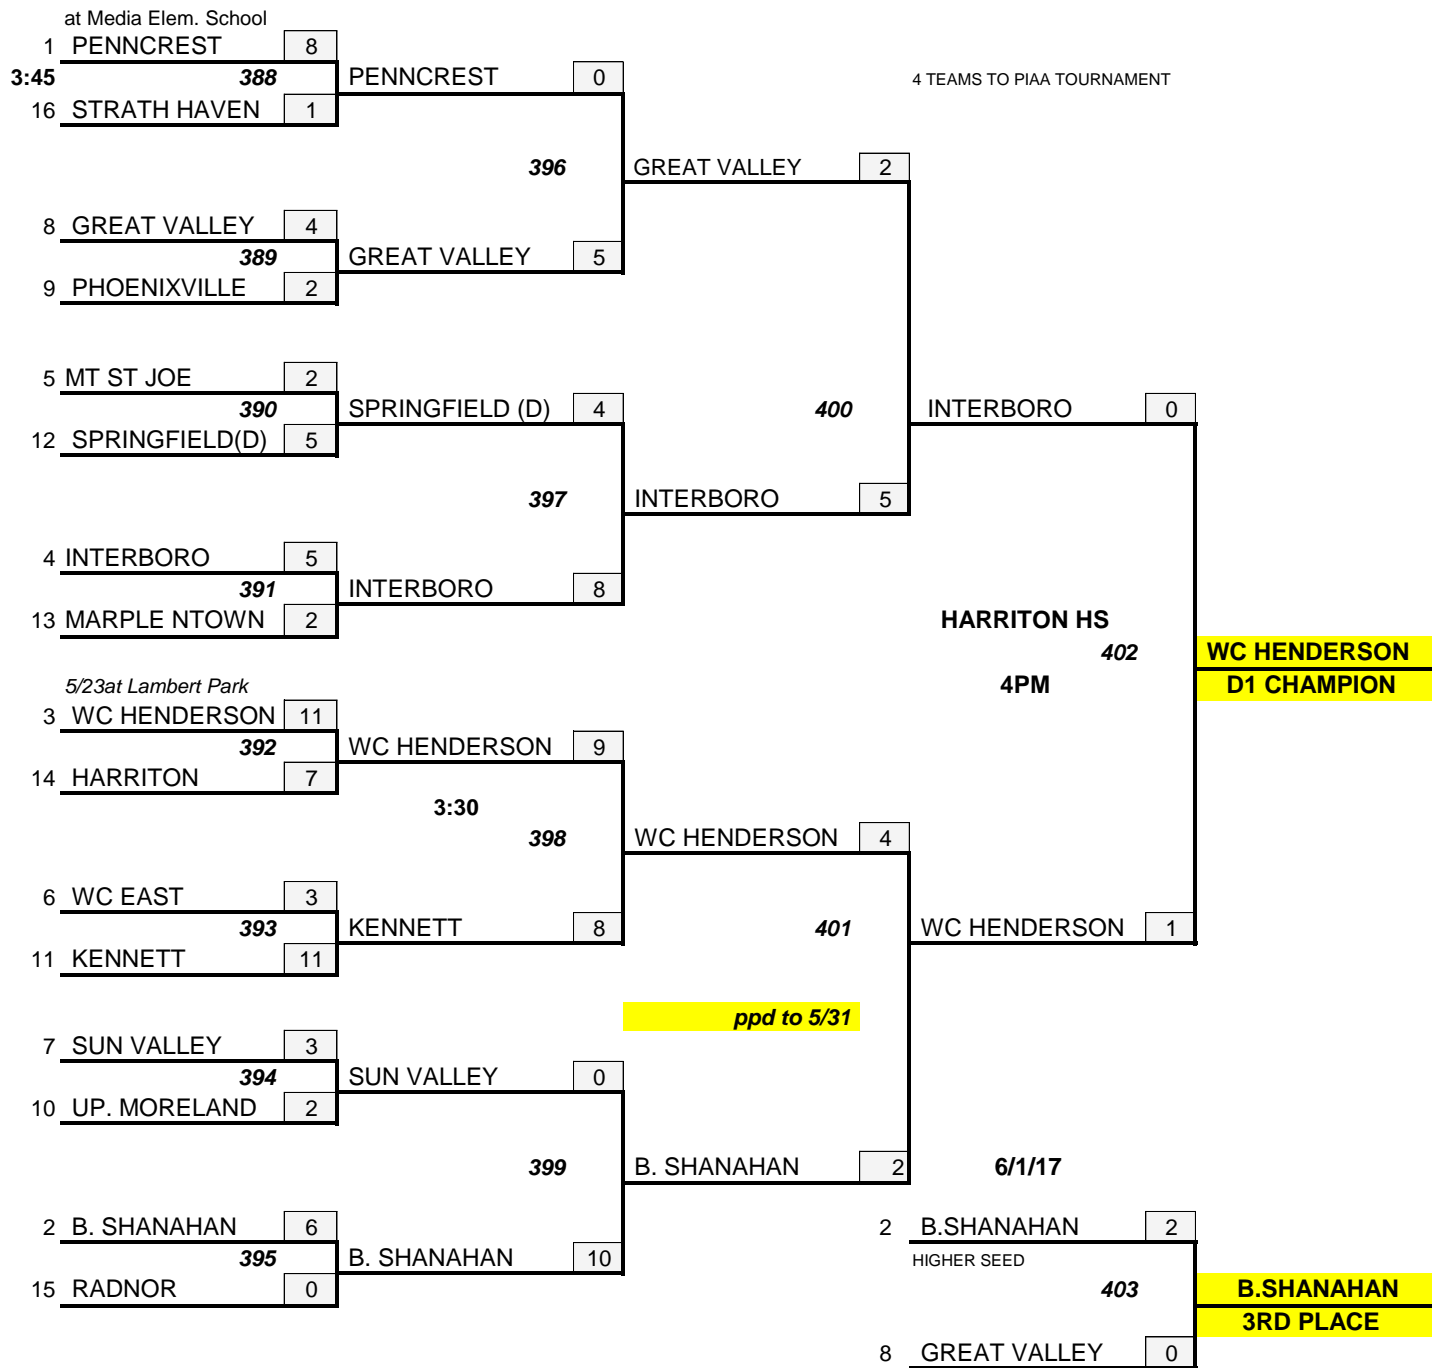 at Media Elem. School
1 PENNCREST 8
3:45 388 PENNCREST 0 4 TEAMS TO PIAA TOURNAMENT
16 STRATH HAVEN 1
396 GREAT VALLEY 2
8 GREAT VALLEY 4
389 GREAT VALLEY 5
9 PHOENIXVILLE 2
5 MT ST JOE 2
390 SPRINGFIELD (D) 4 400 INTERBORO 0
12 SPRINGFIELD(D) 5
397 INTERBORO 5
4 INTERBORO 5
391 INTERBORO 8
13 MARPLE NTOWN 2 HARRITON HS
402 WC HENDERSON
5/23at Lambert Park 4PM D1 CHAMPION
3 WC HENDERSON 11
392 WC HENDERSON 9
14 HARRITON 7
3:30
398 WC HENDERSON 4
6 WC EAST 3
393 KENNETT 8 401 WC HENDERSON 1
11 KENNETT 11
ppd to 5/31
7 SUN VALLEY 3
394 SUN VALLEY 0
10 UP. MORELAND 2
399 B. SHANAHAN 2 6/1/17
2 B. SHANAHAN 6 2 B.SHANAHAN 2
395 B. SHANAHAN 10 HIGHER SEED
15 RADNOR 0 403 B.SHANAHAN
3RD PLACE
8 GREAT VALLEY 0